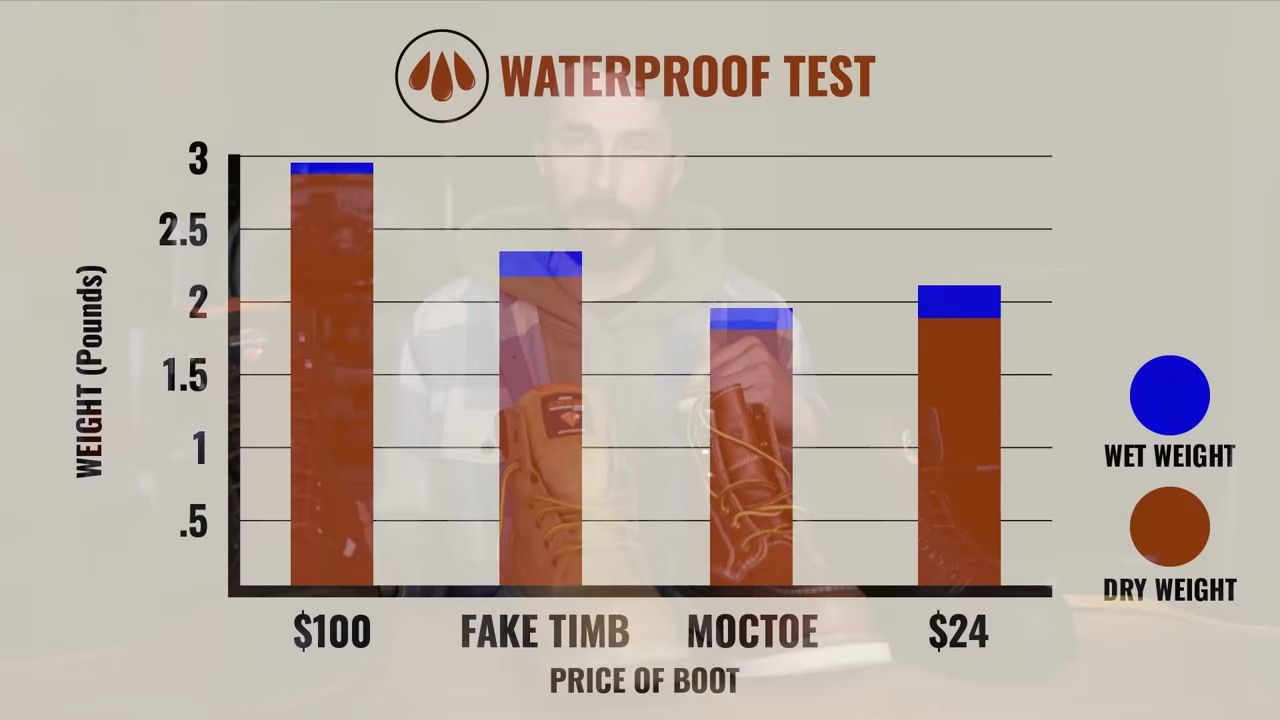 WATERPROOF TEST
3
2.5
2
1.5
1
.5
WEIGHT (Pounds)
$100
FAKE TIMB
MOCTOE
$24
PRICE OF BOOT
WET WEIGHT
DRY WEIGHT